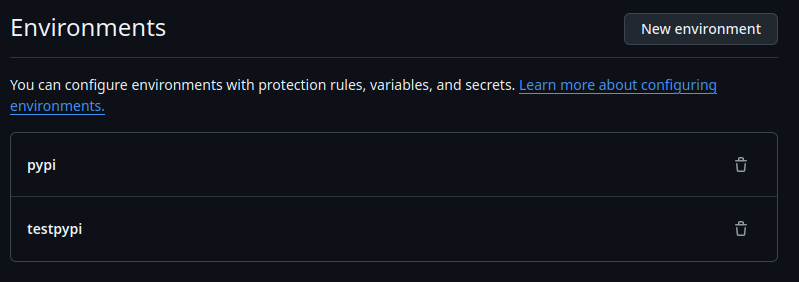 Environments
New environment
You can configure environments with protection rules, variables, and secrets. Learn more about configuring
environments.
pypi
testpypi